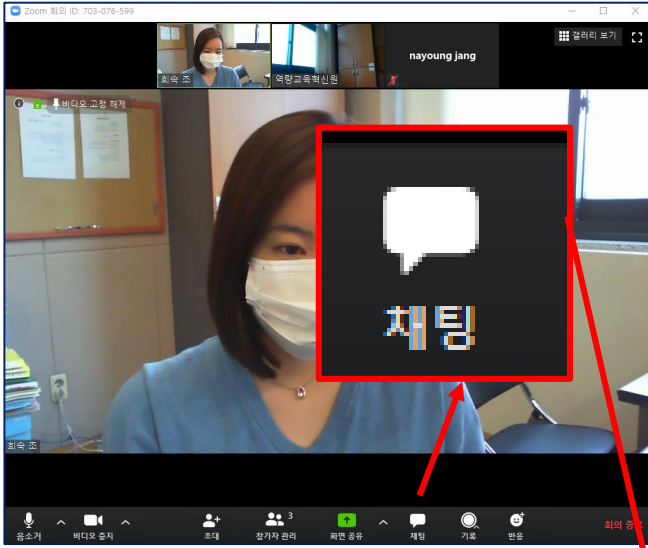 Zoom 회의 ID: 703-076-599
갤러리 보기
희숙 조
역량교육혁신원
nayoung jang
비디오 고정 해제
채팅
희숙 조
3
음소거
비디오 중지
초대
참가자 관리
화면 공유
채팅
기록
반응
회의 종료